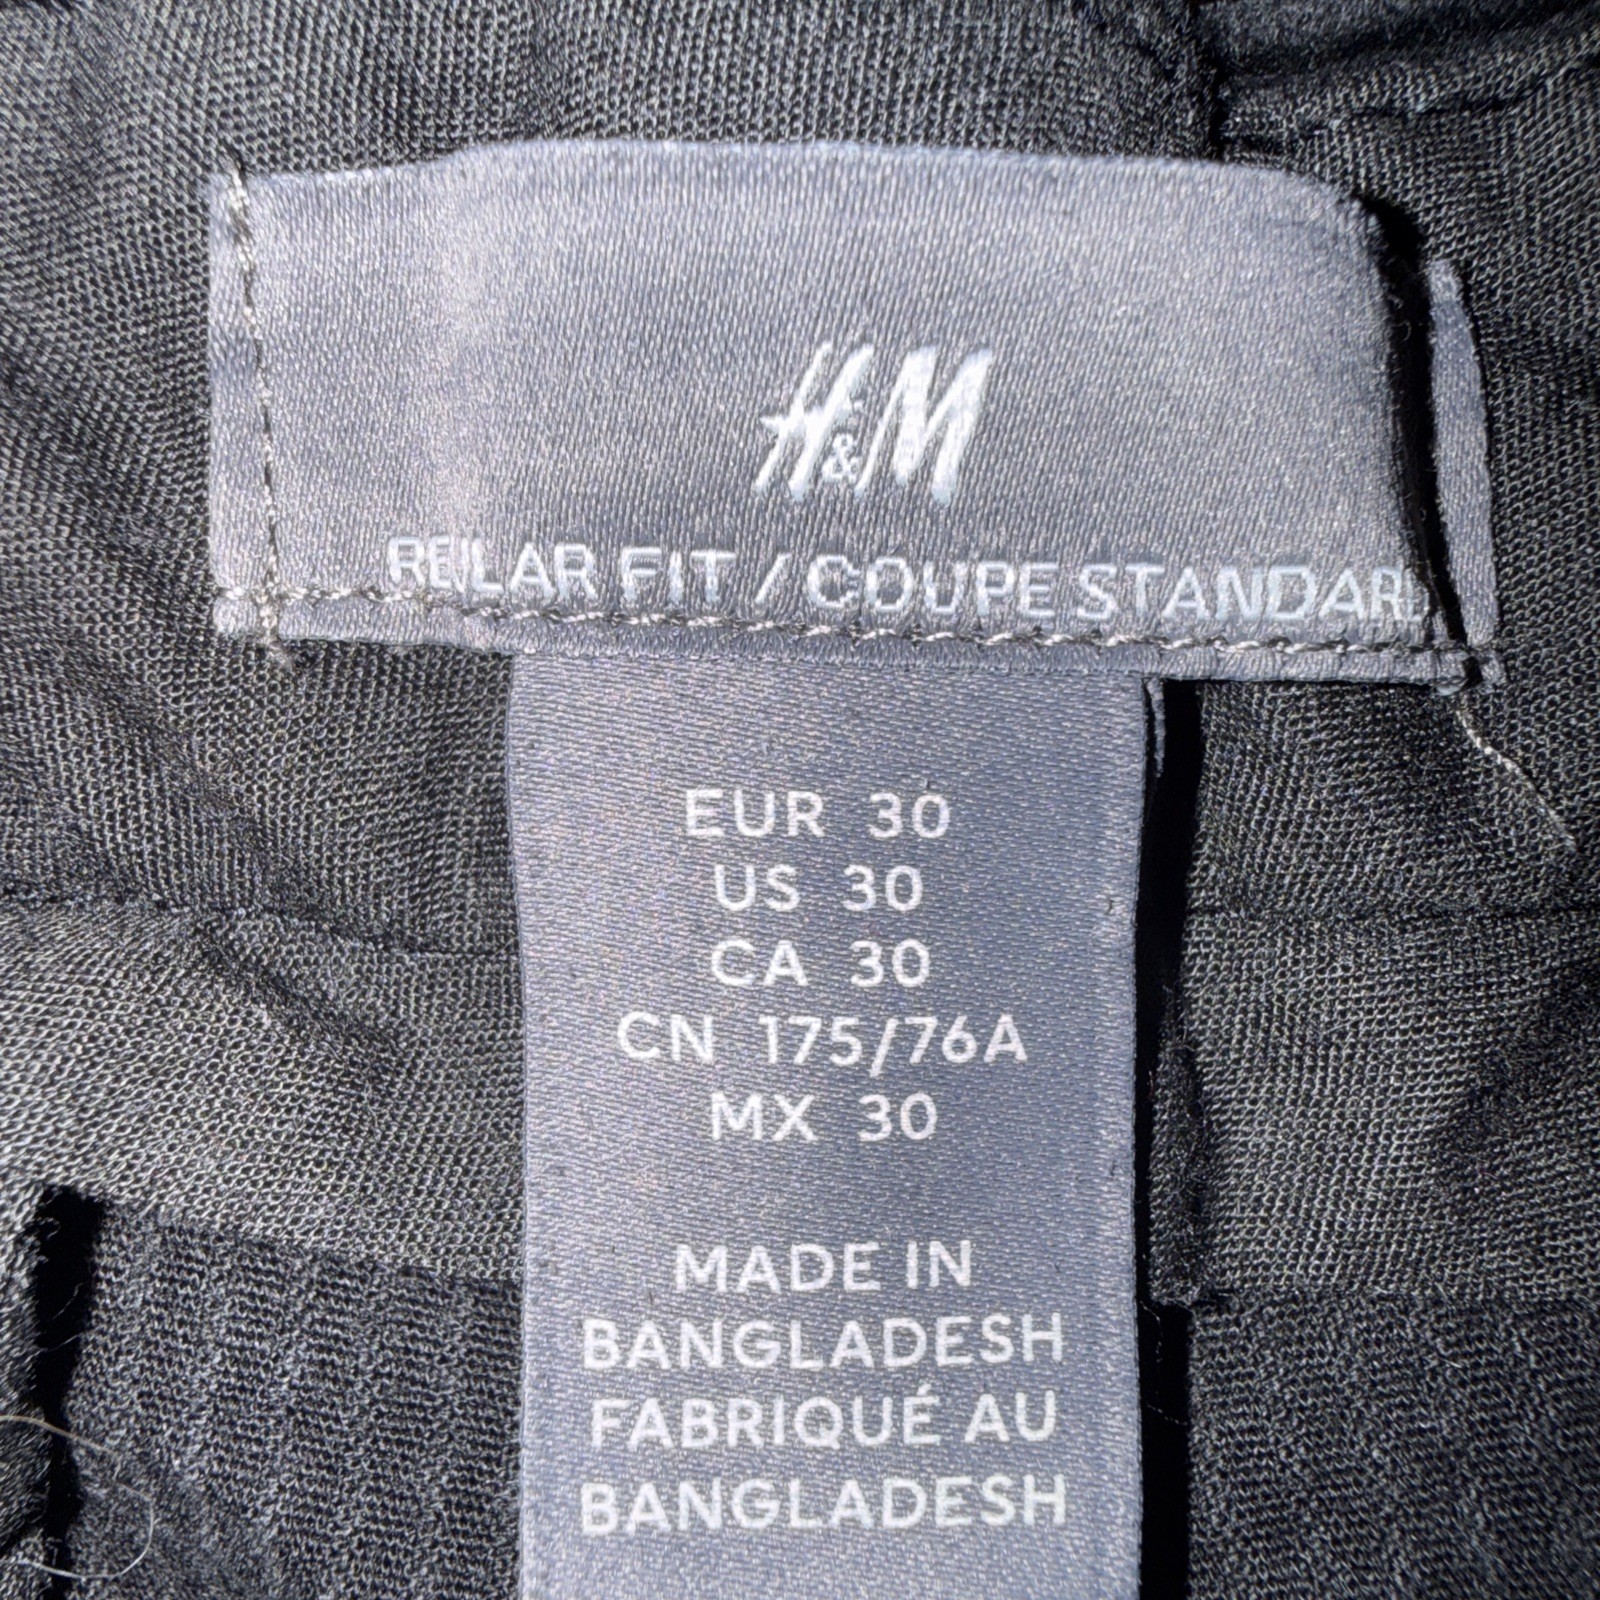 H&M
REULAR FIT / COUPE STANDARD
EUR 30
US 30
CA 30
CN 175/76A
MX 30
MADE IN
BANGLADESH
FABRIQUÉ AU
BANGLADESH